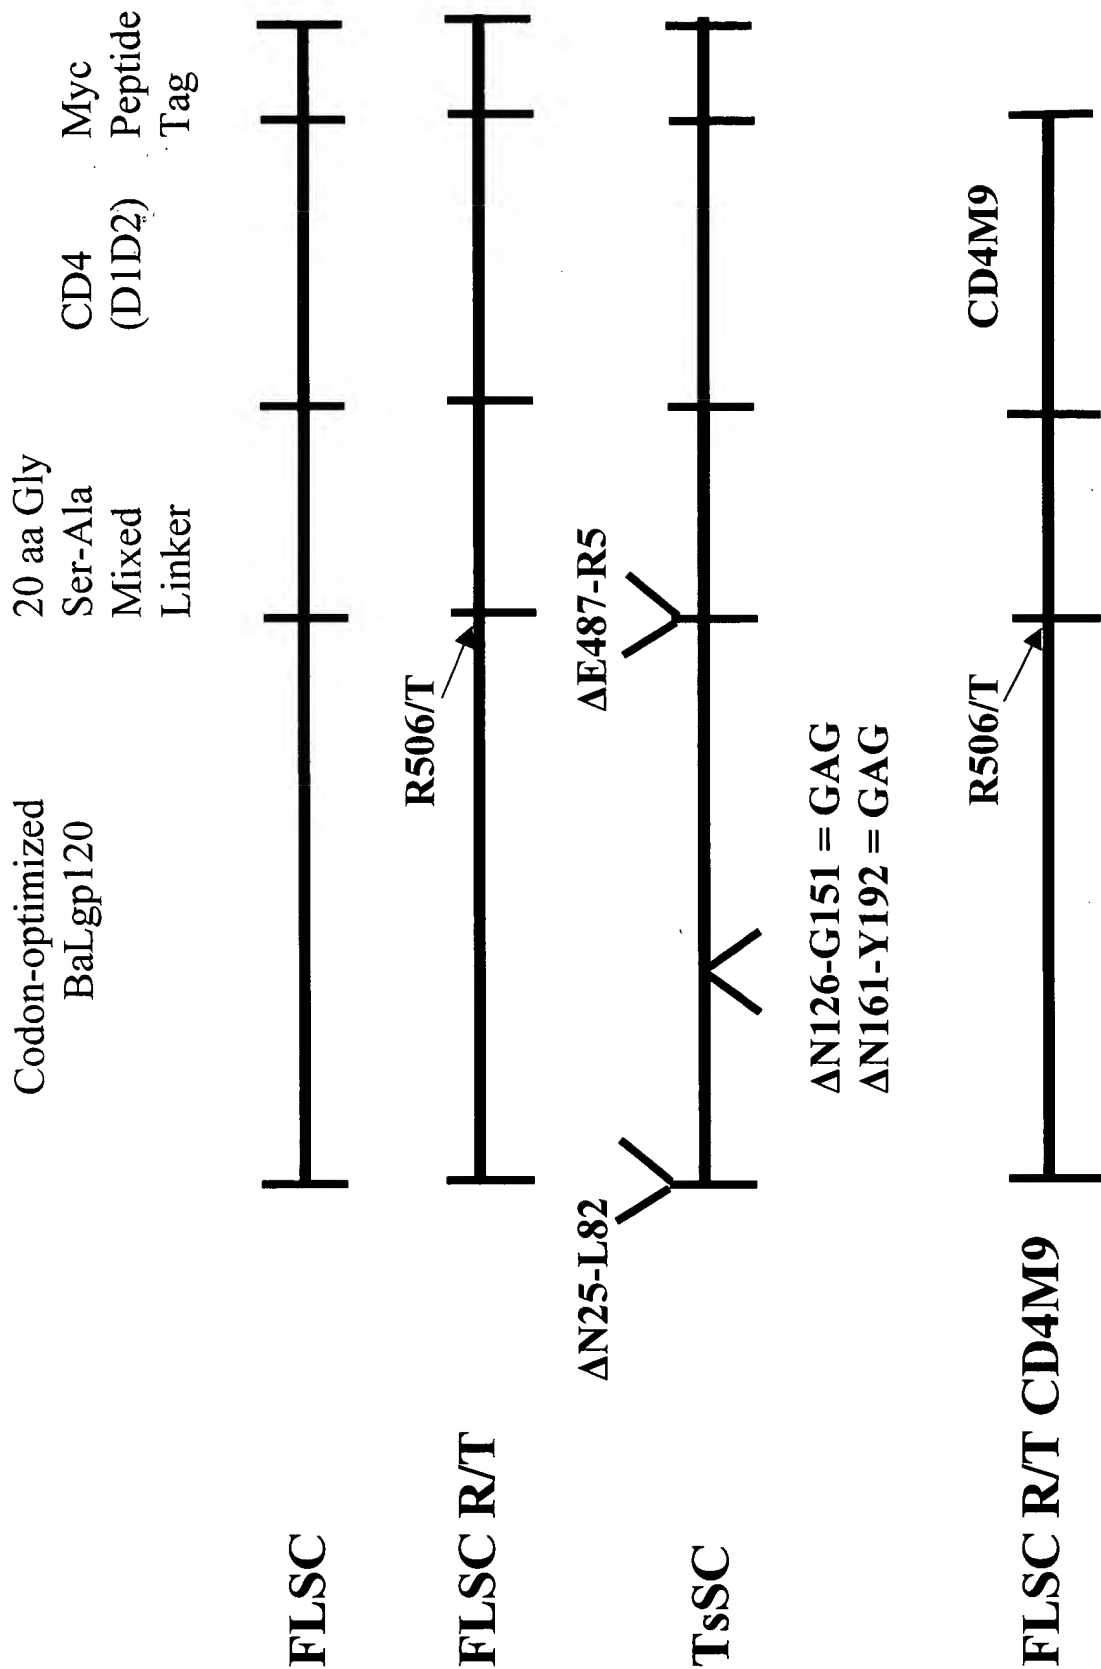 Codon-optimized
BaLgp120
20 aa Gly
Ser-Ala
Mixed
Linker
CD4
(D1D2)
Myc
Peptide
Tag
FLSC
FLSC R/T
R506/T
TsSC
ΔN25-L82
ΔE487-R5
ΔN126-G151 = GAG
ΔN161-Y192 = GAG
FLSC R/T CD4M9
R506/T
CD4M9